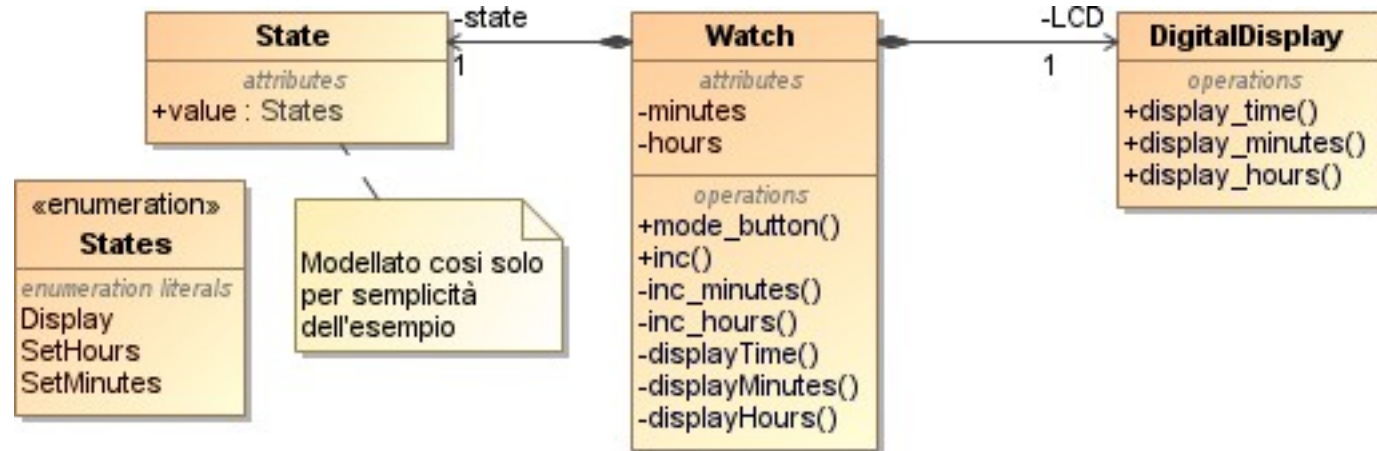 State
attributes
+value : States
-state
1
Watch
attributes
-minutes
-hours
operations
+mode_button()
+inc()
-inc_minutes()
-inc_hours()
-displayTime()
-displayMinutes()
-displayHours()
-LCD
1
DigitalDisplay
operations
+display_time()
+display_minutes()
+display_hours()
«enumeration»
States
enumeration literals
Display
SetHours
SetMinutes
Modellato cosi solo
per semplicità
dell'esempio